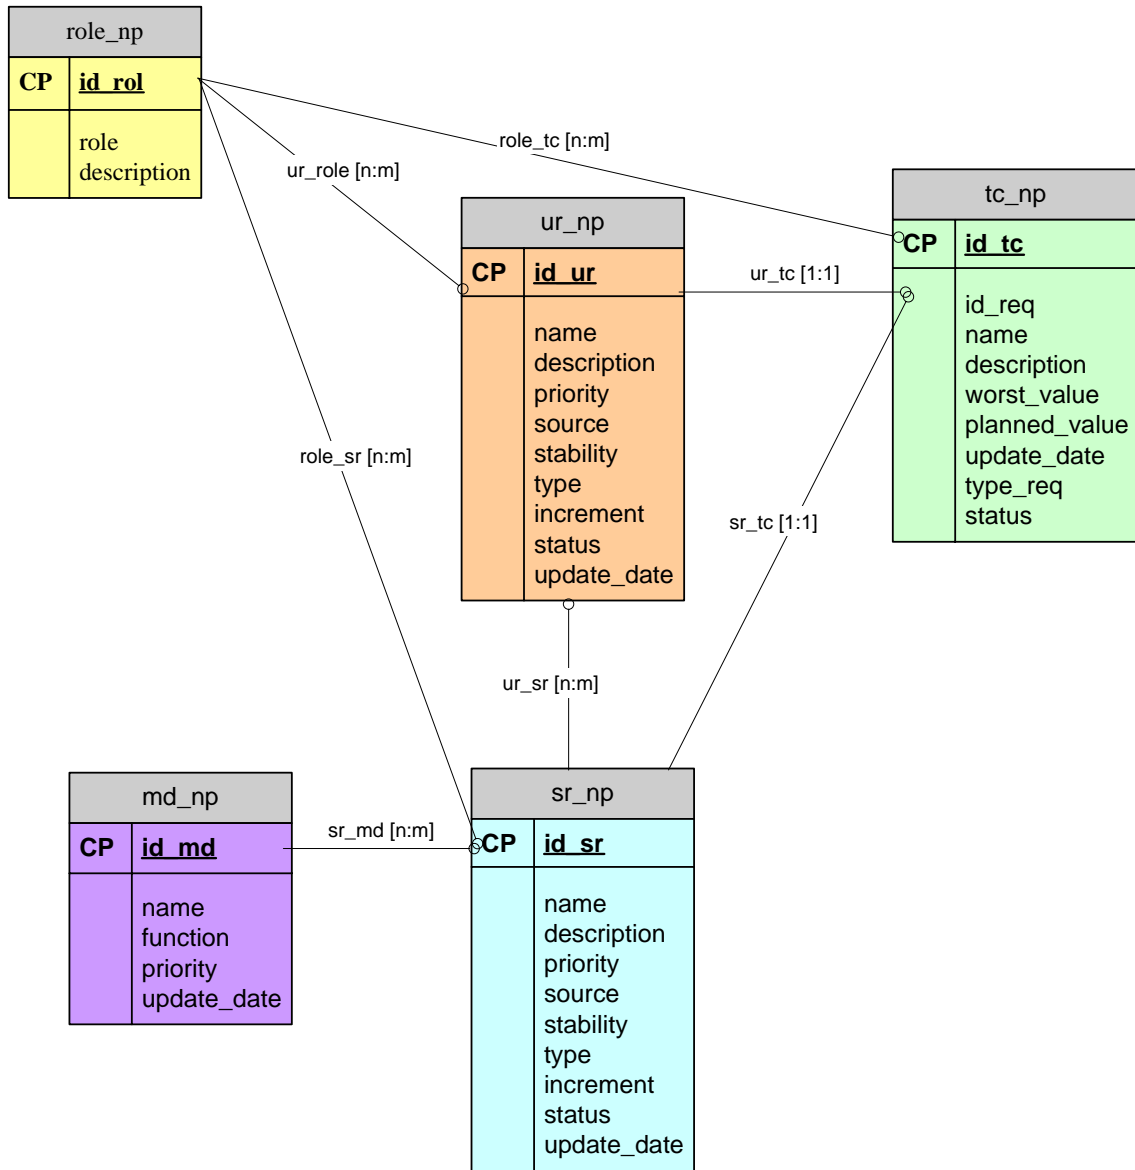 role_np
CP id_rol
role
description
role_tc [n:m]
ur_role [n:m]
tc_np
CP id_tc
id_req
name
description
worst_value
planned_value
update_date
type_req
status
ur_np
CP id_ur
name
description
priority
source
stability
type
increment
status
update_date
ur_tc [1:1]
role_sr [n:m]
sr_tc [1:1]
ur_sr [n:m]
md_np
CP id_md
name
function
priority
update_date
sr_md [n:m]
sr_np
CP id_sr
name
description
priority
source
stability
type
increment
status
update_date